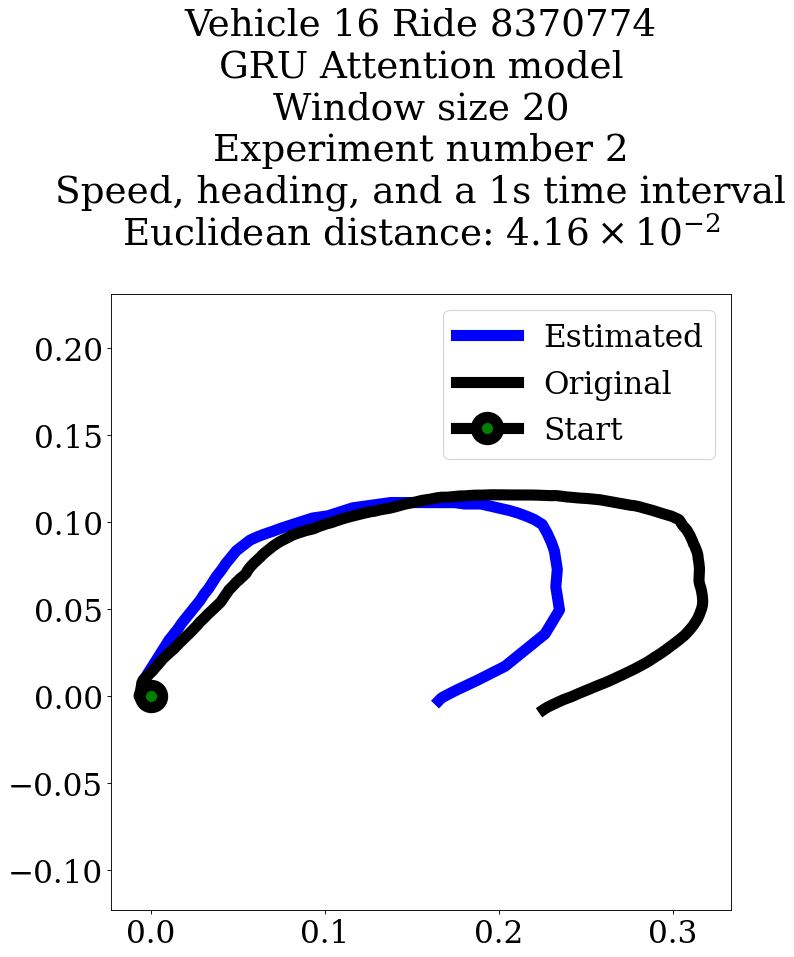 Vehicle 16 Ride 8370774
GRU Attention model
Window size 20
Experiment number 2
Speed, heading, and a 1s time interval
Euclidean distance: 4.16 × 10⁻²
Estimated
Original
Start
0.20
0.15
0.10
0.05
0.00
−0.05
−0.10
0.0 0.1 0.2 0.3